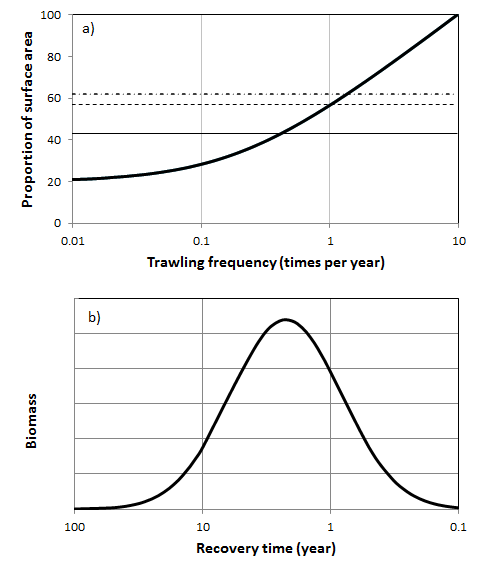 a)
Proportion of surface area
100
80
60
40
20
0
0.01 0.1 1 10
Trawling frequency (times per year)
b)
Biomass
100 10 1 0.1
Recovery time (year)